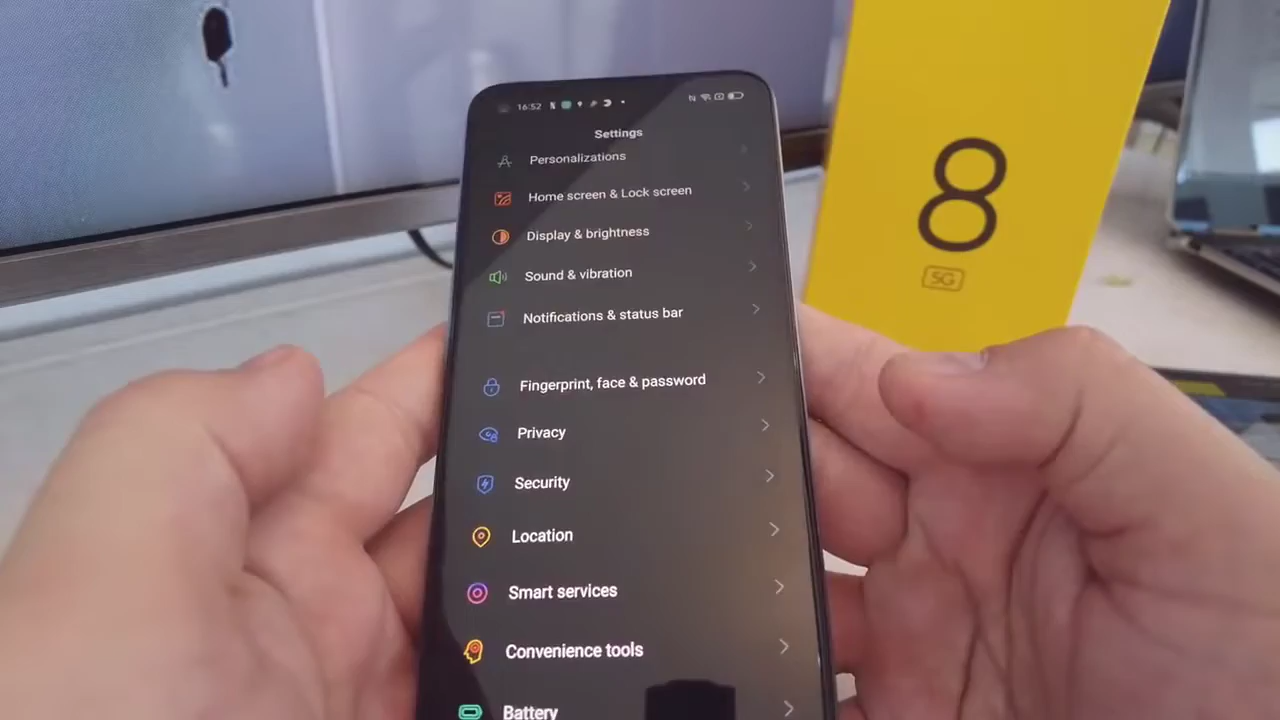 16:52
Settings
Personalizations
Home screen & Lock screen
Display & brightness
Sound & vibration
Notifications & status bar
Fingerprint, face & password
Privacy
Security
Location
Smart services
Convenience tools
Battery
8
5G